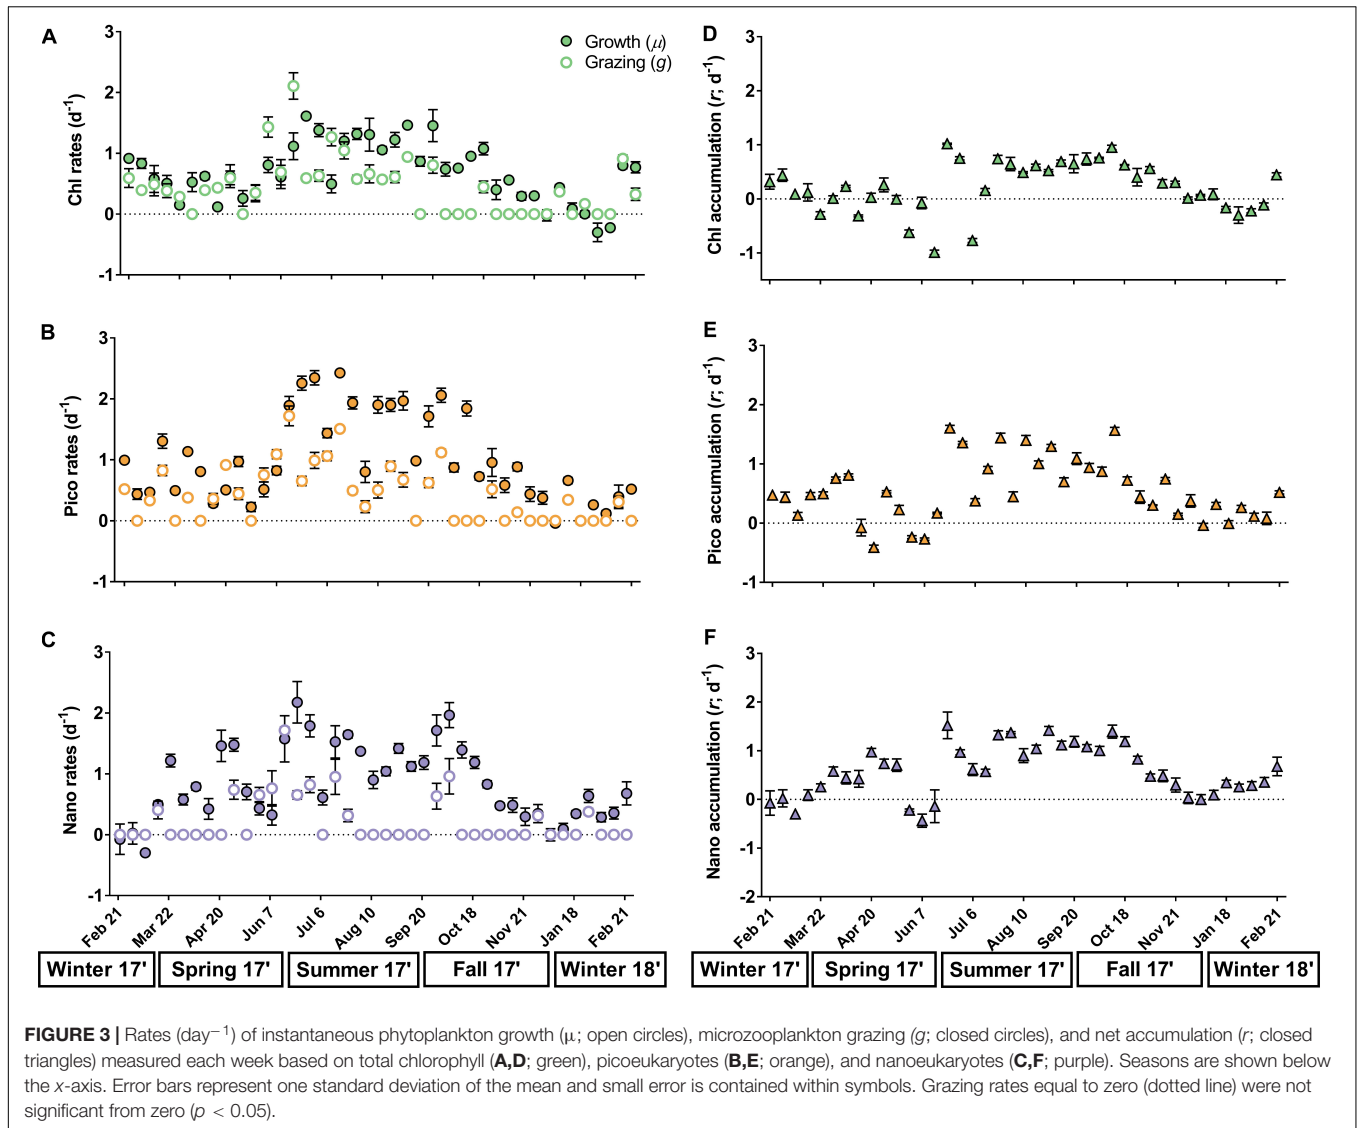 A
3
2
1
0
-1
Chl rates (d-1)
Growth (μ)
Grazing (g)
D
3
2
1
0
-1
Chl accumulation (r; d-1)
B
3
2
1
0
-1
Pico rates (d-1)
E
3
2
1
0
-1
Pico accumulation (r; d-1)
C
3
2
1
0
-1
Nano rates (d-1)
Feb 21
Mar 22
Apr 20
Jun 7
Jul 6
Aug 10
Sep 20
Oct 18
Nov 21
Jan 18
Feb 21
Winter 17'
Spring 17'
Summer 17'
Fall 17'
Winter 18'
F
3
2
1
0
-1
-2
Nano accumulation (r; d-1)
Feb 21
Mar 22
Apr 20
Jun 7
Jul 6
Aug 10
Sep 20
Oct 18
Nov 21
Jan 18
Feb 21
Winter 17'
Spring 17'
Summer 17'
Fall 17'
Winter 18'
FIGURE 3 | Rates (day−1) of instantaneous phytoplankton growth (μ; open circles), microzooplankton grazing (g; closed circles), and net accumulation (r; closed
triangles) measured each week based on total chlorophyll (A,D; green), picoeukaryotes (B,E; orange), and nanoeukaryotes (C,F; purple). Seasons are shown below
the x-axis. Error bars represent one standard deviation of the mean and small error is contained within symbols. Grazing rates equal to zero (dotted line) were not
significant from zero (p < 0.05).